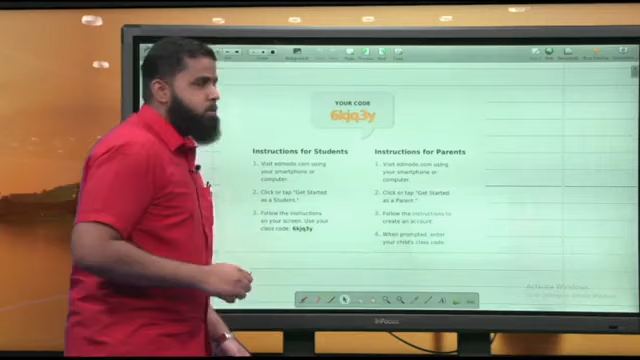 YOUR CODE
6kjq3y
Instructions for Students
1. Visit edmodo.com using
your smartphone or
computer.
2. Click or tap "Get Started
as a Student."
3. Follow the instructions
on your screen. Use your
class code: 6kjq3y
Instructions for Parents
1. Visit edmodo.com using
your smartphone or
computer.
2. Click or tap "Get Started
as a Parent."
3. Follow the instructions to
create an account.
4. When prompted, enter
your child's class code.
Activate Windows
InFocus